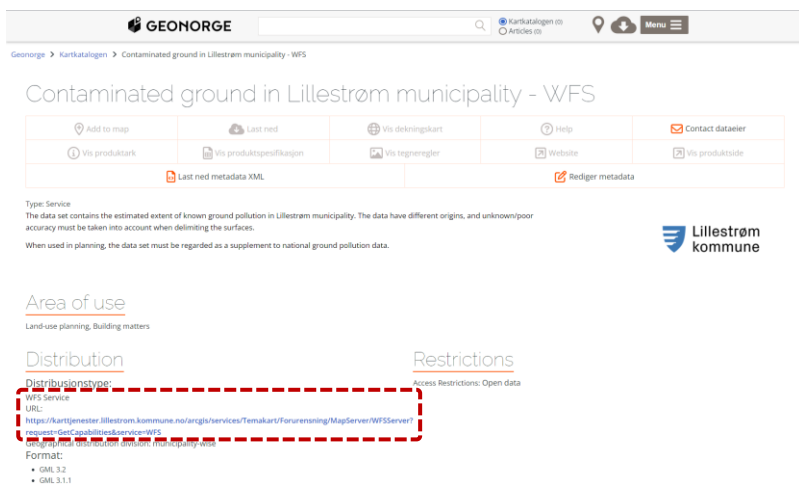 GEONORGE
Kartkatalogen (0)
Articles (0)
Menu
Geonorge > Kartkatalogen > Contaminated ground in Lillestrøm municipality - WFS
Contaminated ground in Lillestrøm municipality - WFS
Add to map
Last ned
Vis dekningskart
Help
Contact dataeier
Vis produktark
Vis produktspesifikasjon
Vis tegneregler
Website
Vis produktside
Last ned metadata XML
Rediger metadata
Type: Service
The data set contains the estimated extent of known ground pollution in Lillestrøm municipality. The data have different origins, and unknown/poor
accuracy must be taken into account when delimiting the surfaces.
When used in planning, the data set must be regarded as a supplement to national ground pollution data.
Lillestrøm
kommune
Area of use
Land-use planning, Building matters
Distribution
Distribusjonstype:
WFS Service
URL:
https://karttjenester.lillestrom.kommune.no/arcgis/services/Temakart/Forurensning/MapServer/WFSServer?
request=GetCapabilities&service=WFS
Geographical distribution division: municipality-wise
Format:
• GML 3.2
• GML 3.1.1
Restrictions
Access Restrictions: Open data